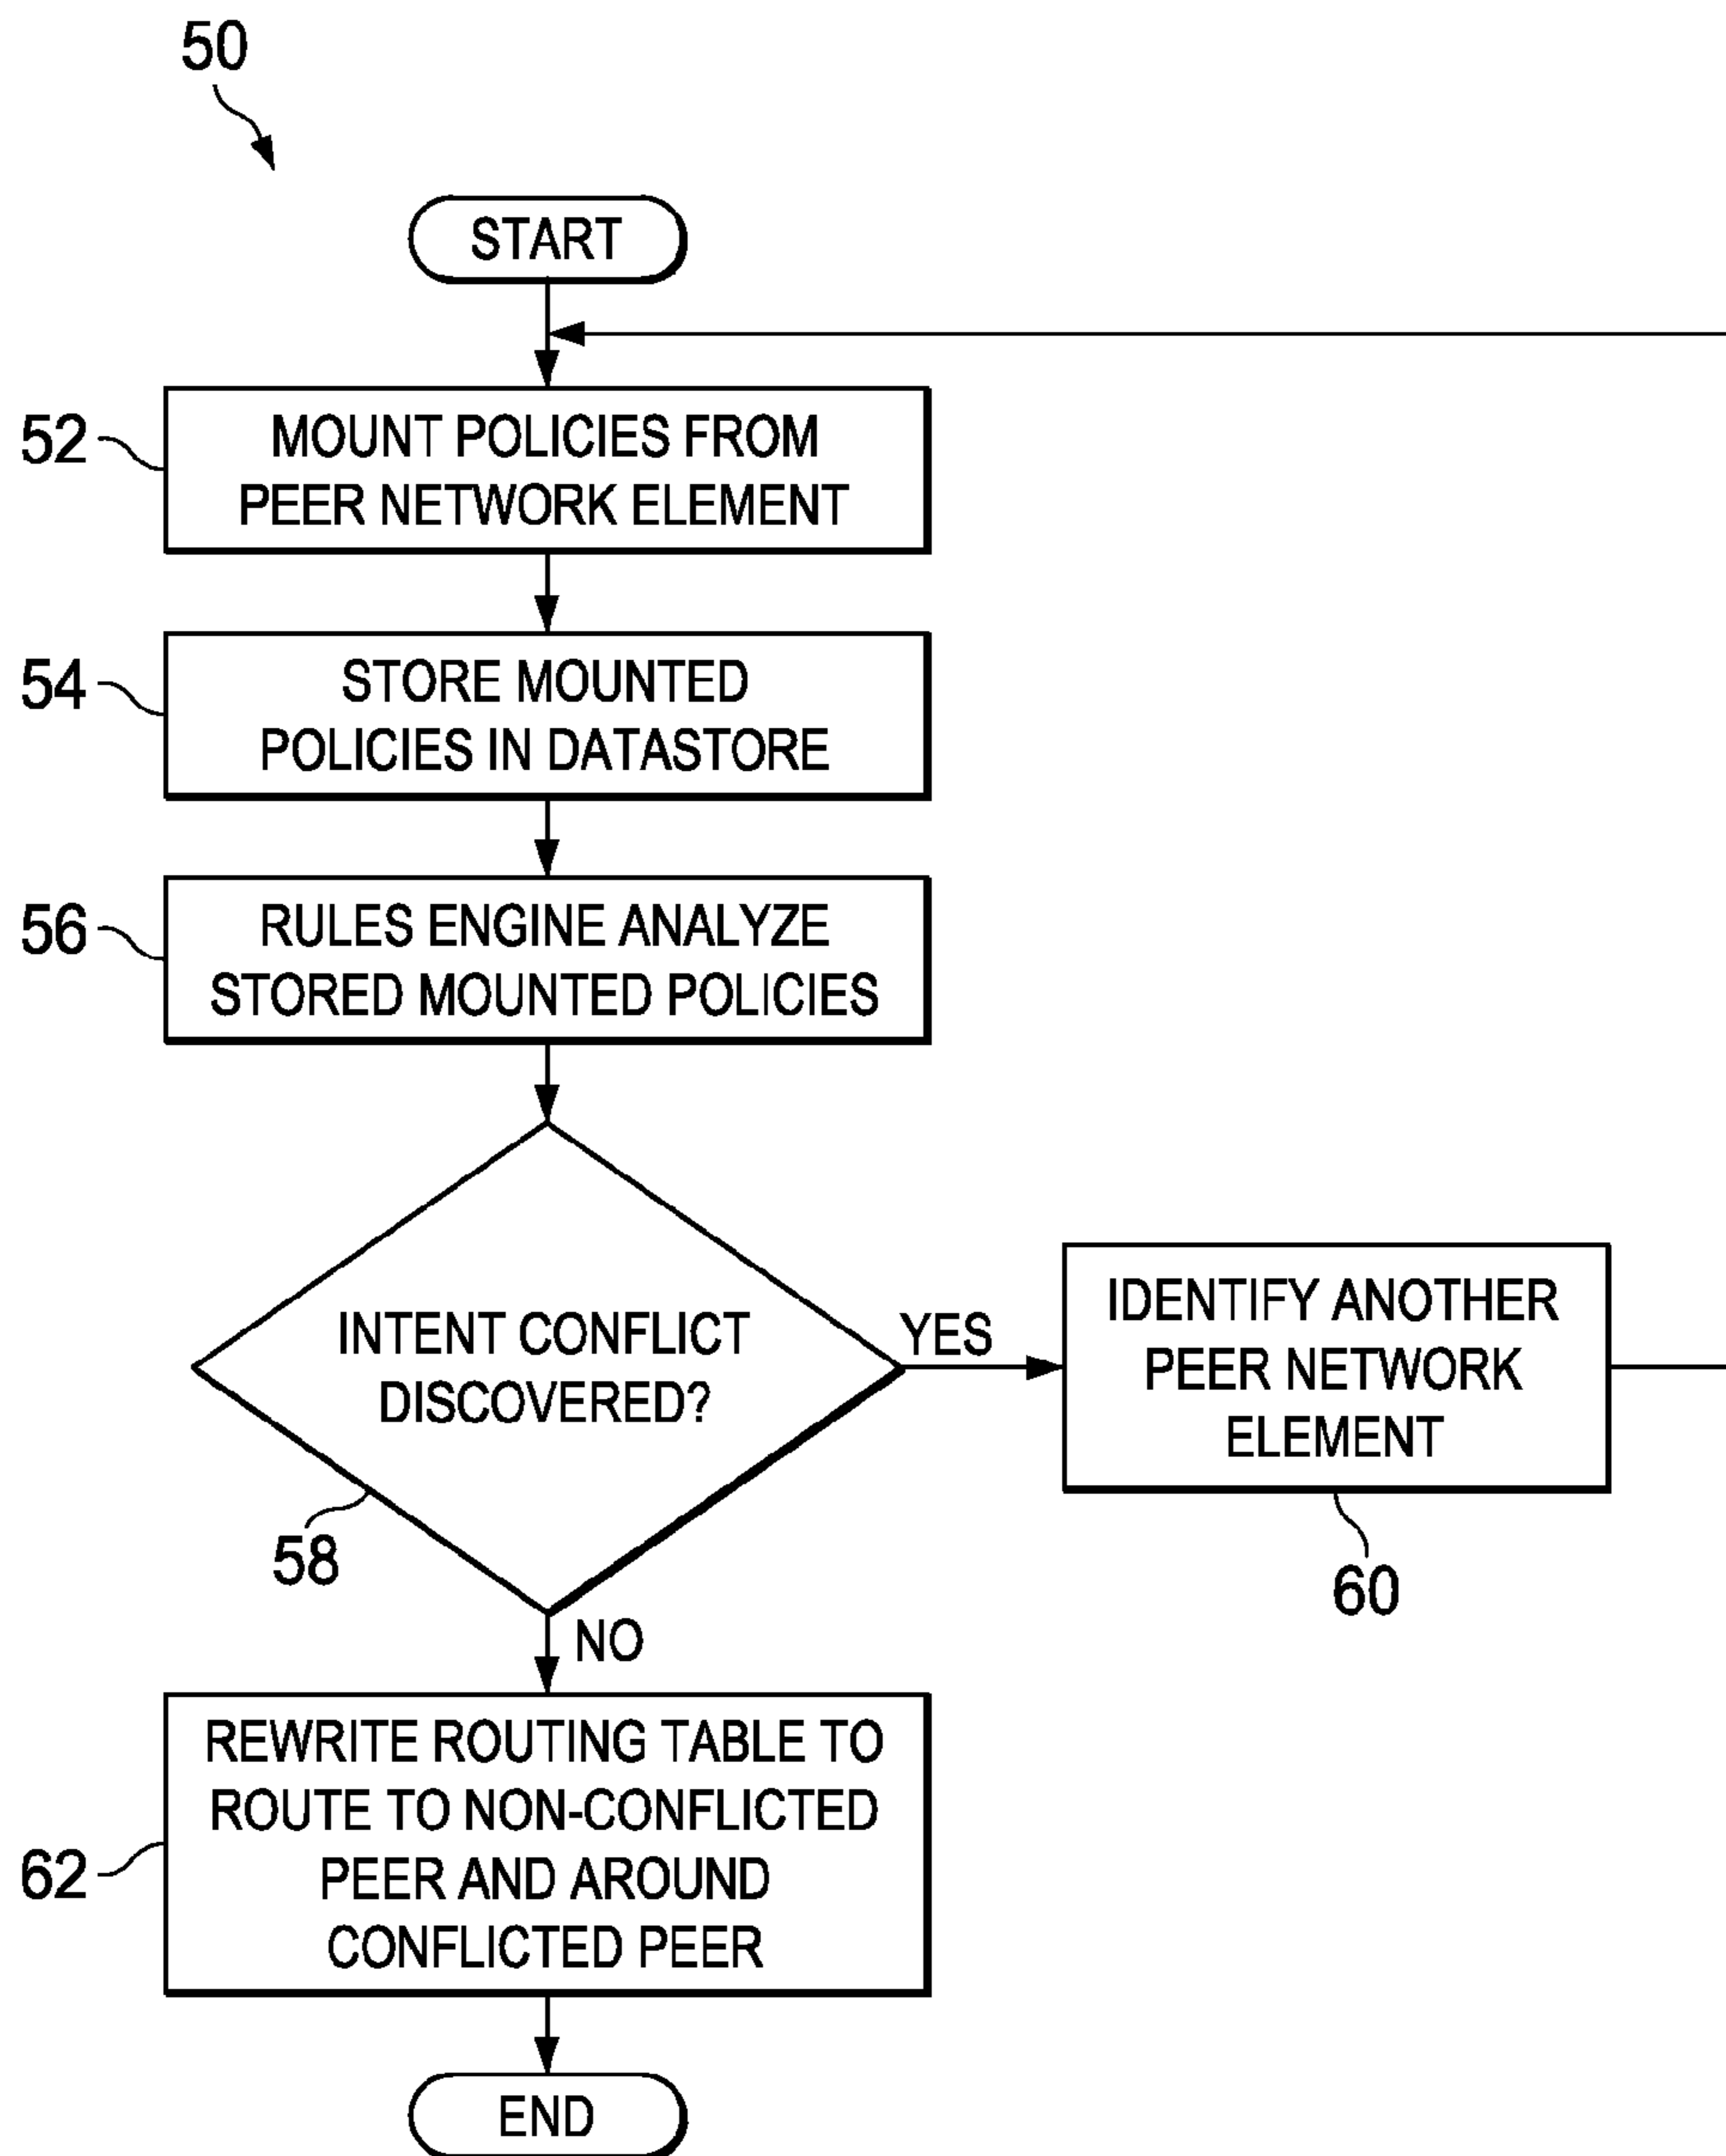 50
START
52
MOUNT POLICIES FROM
PEER NETWORK ELEMENT
54
STORE MOUNTED
POLICIES IN DATASTORE
56
RULES ENGINE ANALYZE
STORED MOUNTED POLICIES
INTENT CONFLICT
DISCOVERED?
58
YES
IDENTIFY ANOTHER
PEER NETWORK
ELEMENT
60
NO
62
REWRITE ROUTING TABLE TO
ROUTE TO NON-CONFLICTED
PEER AND AROUND
CONFLICTED PEER
END